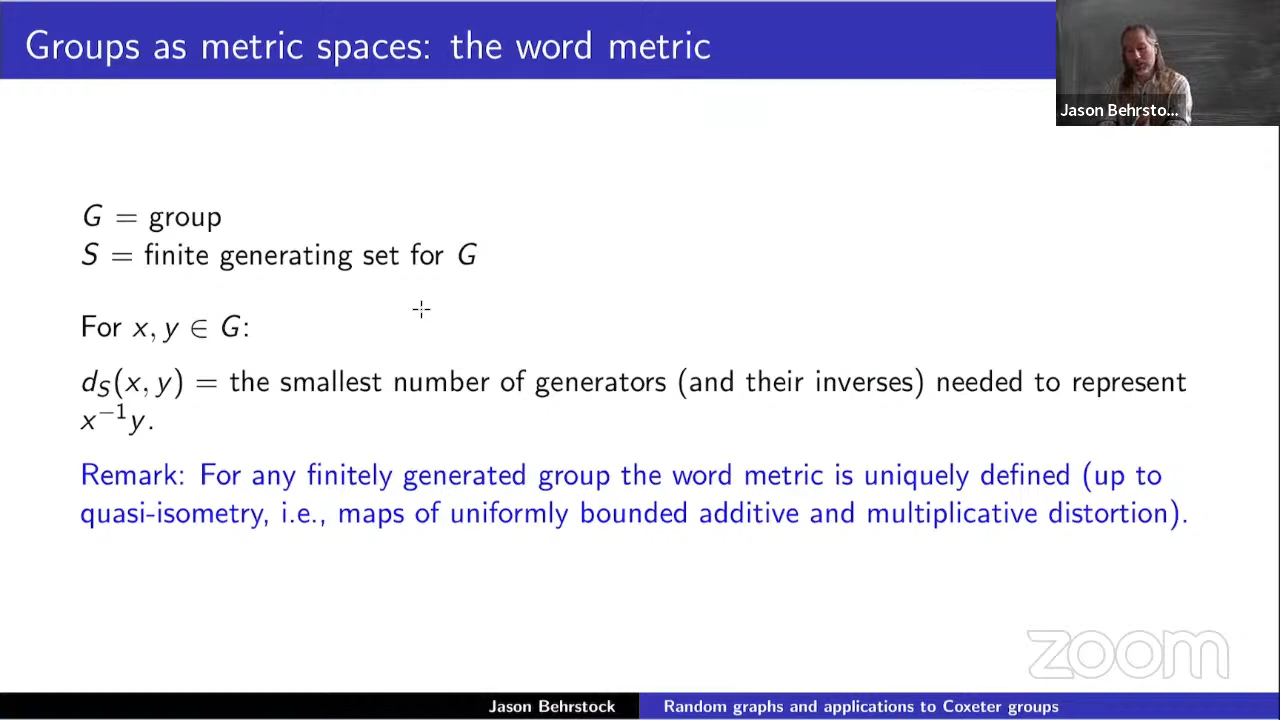 Groups as metric spaces: the word metric
Jason Behrsto...
G = group
S = finite generating set for G
For x, y ∈ G:
d_S(x, y) = the smallest number of generators (and their inverses) needed to represent
x⁻¹y.
Remark: For any finitely generated group the word metric is uniquely defined (up to
quasi-isometry, i.e., maps of uniformly bounded additive and multiplicative distortion).
zoom
Jason Behrstock
Random graphs and applications to Coxeter groups